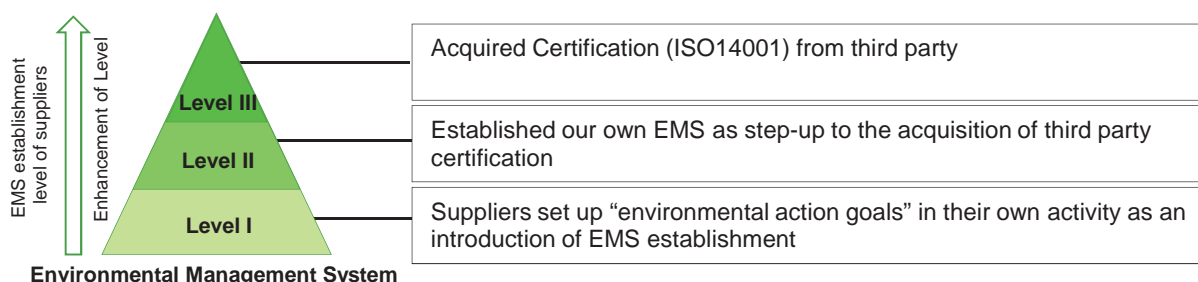 EMS establishment
level of suppliers
Enhancement of Level
Level III
Level II
Level I
Environmental Management System
Acquired Certification (ISO14001) from third party
Established our own EMS as step-up to the acquisition of third party
certification
Suppliers set up “environmental action goals” in their own activity as an
introduction of EMS establishment